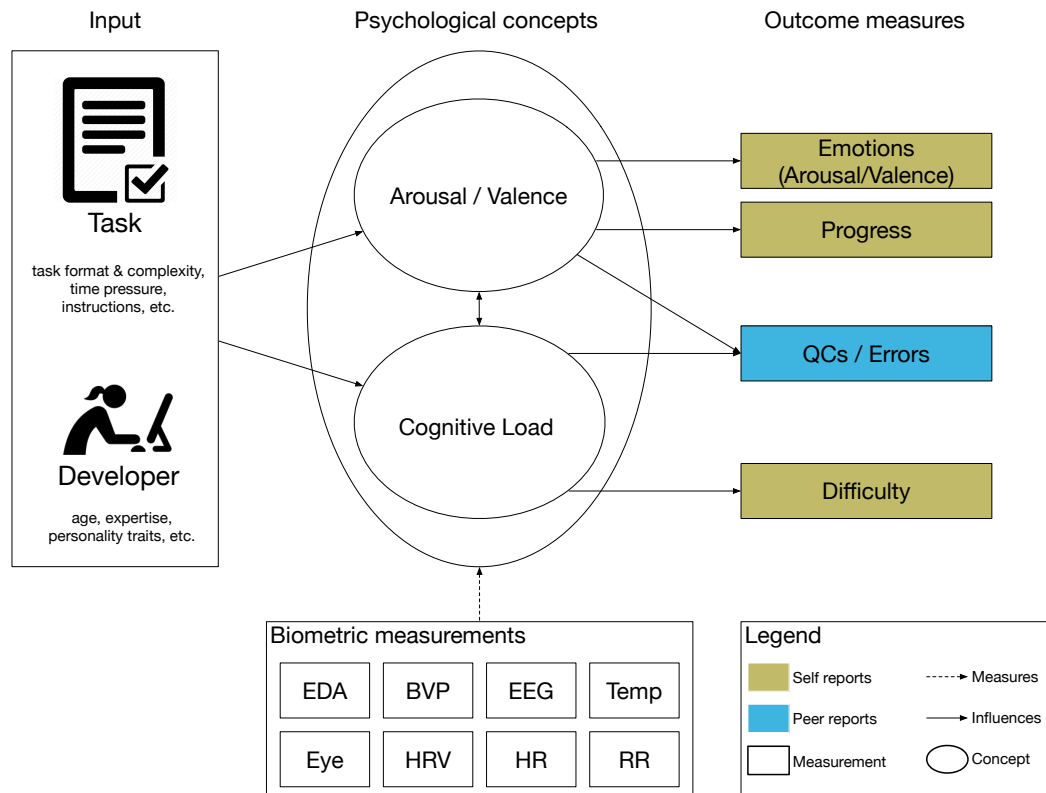 Input
Psychological concepts
Outcome measures
Task
task format & complexity,
time pressure,
instructions, etc.
Developer
age, expertise,
personality traits, etc.
Arousal / Valence
Cognitive Load
Emotions
(Arousal/Valence)
Progress
QCs / Errors
Difficulty
Biometric measurements
EDA
BVP
EEG
Temp
Eye
HRV
HR
RR
Legend
Self reports
Measures
Peer reports
Influences
Measurement
Concept